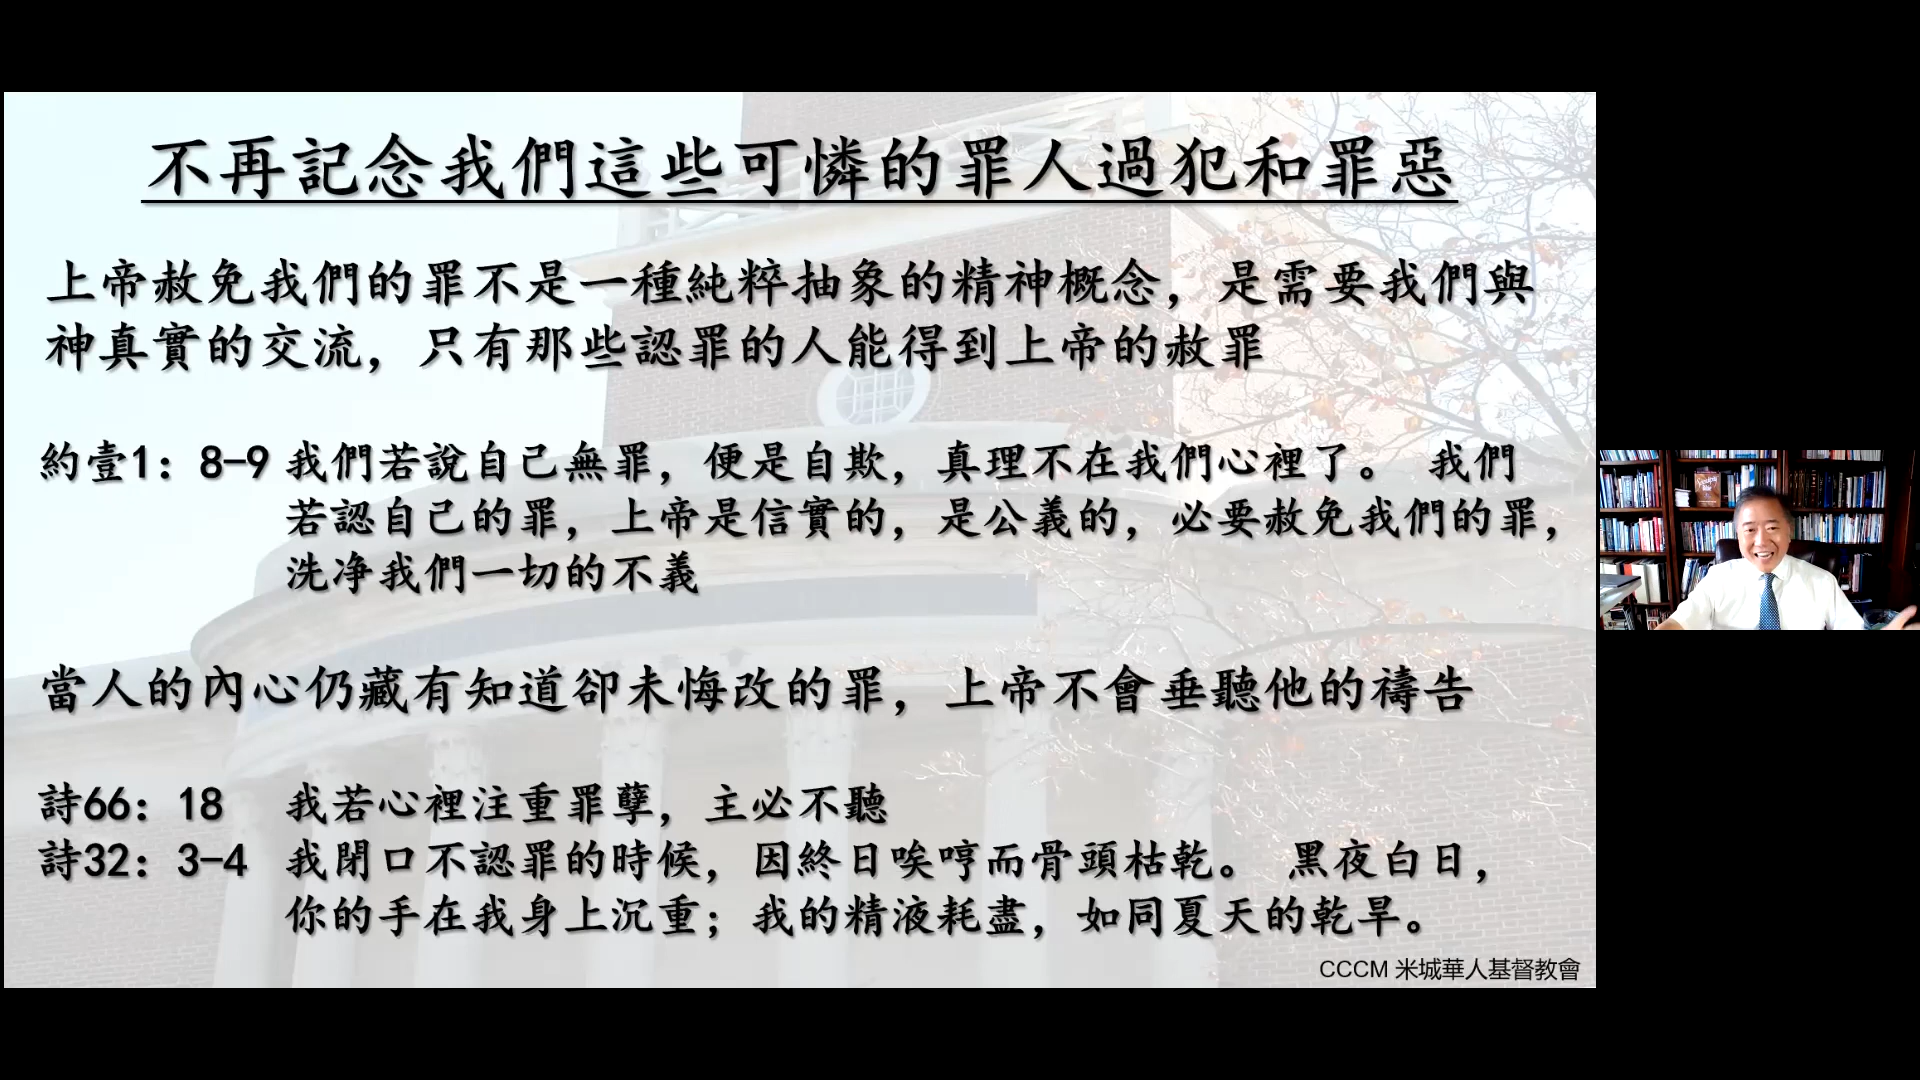 不再記念我們這些可憐的罪人過犯和罪惡
上帝赦免我們的罪不是一種純粹抽象的精神概念，是需要我們與
神真實的交流，只有那些認罪的人能得到上帝的赦罪
約壹1：8-9 我們若說自己無罪，便是自欺，真理不在我們心裡了。 我們
若認自己的罪，上帝是信實的，是公義的，必要赦免我們的罪，
洗净我們一切的不義
當人的內心仍藏有知道卻未悔改的罪，上帝不會垂聽他的禱告
詩66：18 我若心裡注重罪孽，主必不聽
詩32：3-4 我閉口不認罪的時候，因終日唉哼而骨頭枯乾。 黑夜白日，
你的手在我身上沉重；我的精液耗盡，如同夏天的乾旱。
CCCM 米城華人基督教會